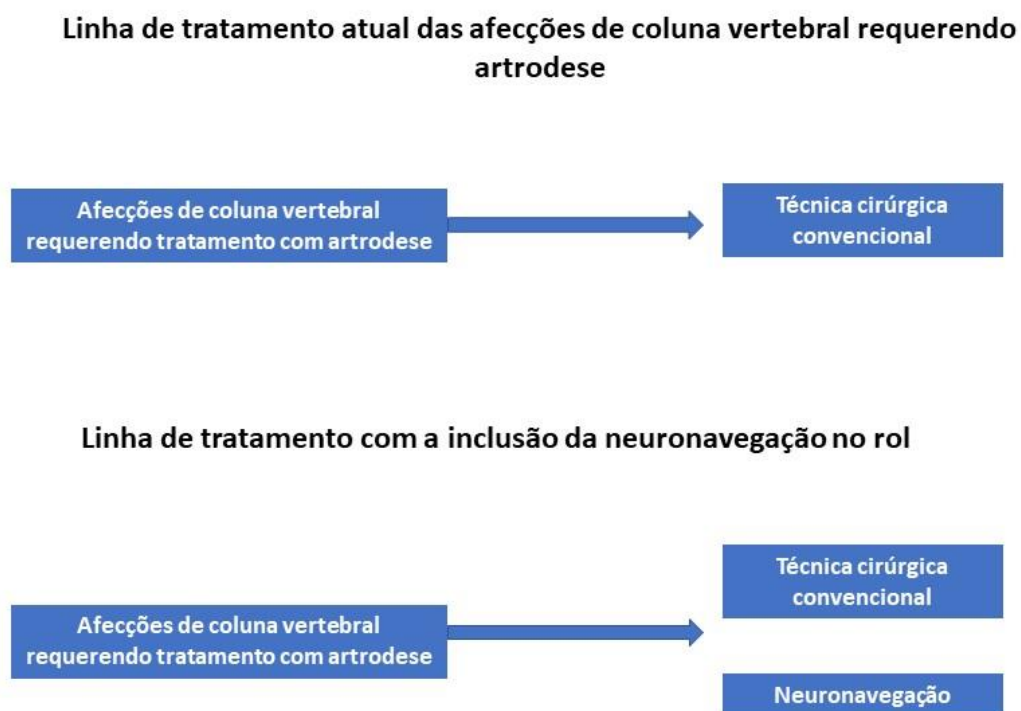 Linha de tratamento atual das afecções de coluna vertebral requerendo
artrodese
Afecções de coluna vertebral
requerendo tratamento com artrodese
Técnica cirúrgica
convencional
Linha de tratamento com a inclusão da neuronavegação no rol
Afecções de coluna vertebral
requerendo tratamento com artrodese
Técnica cirúrgica
convencional
Neuronavegação